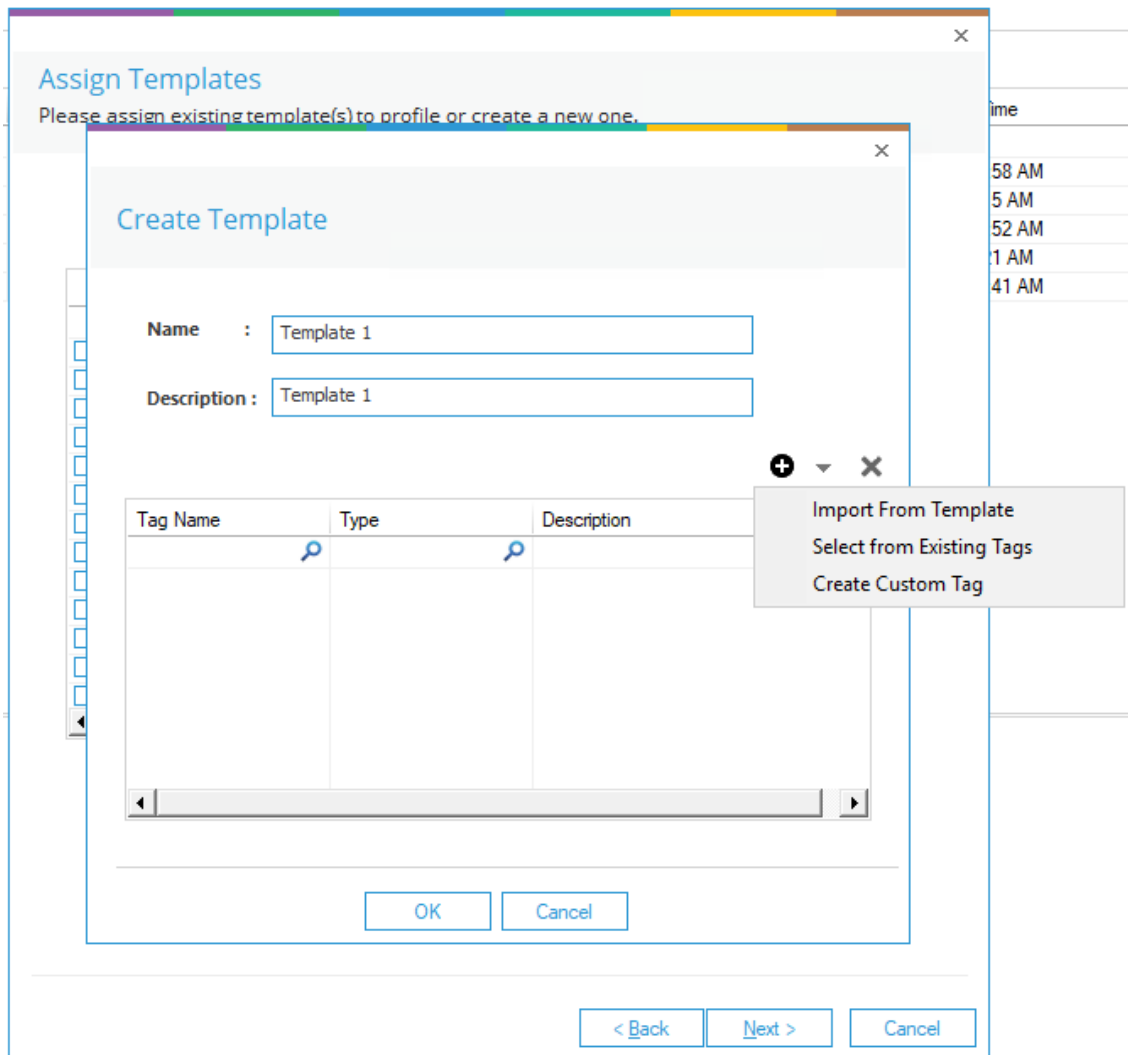 Assign Templates
Please assign existing template(s) to profile or create a new one.
Create Template
58 AM
5 AM
52 AM
1 AM
41 AM
Name : Template 1
Description : Template 1
Import From Template
Select from Existing Tags
Create Custom Tag
Tag Name Type Description
OK Cancel
< Back Next > Cancel